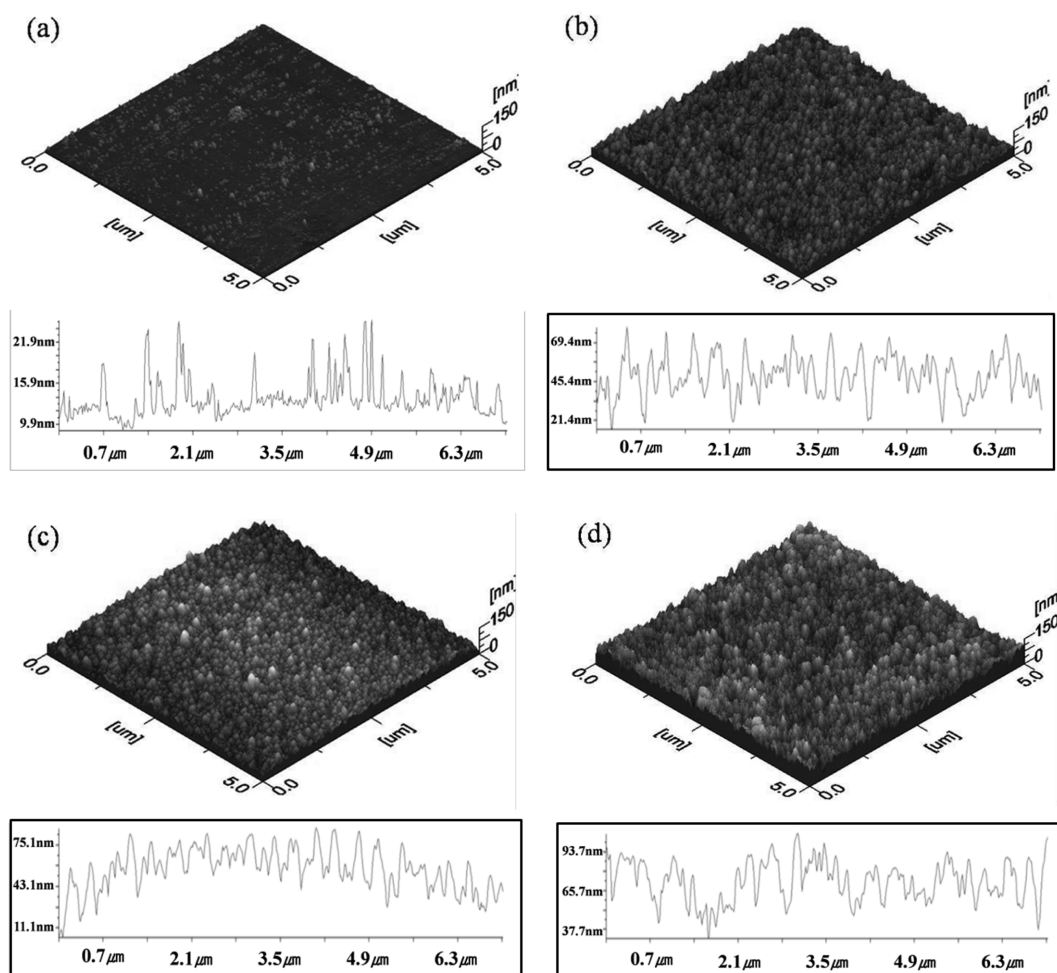 (a)
[nm]
150
0
0.0
5.0
[um]
[um]
5.0
0.0
21.9nm
15.9nm
9.9nm
0.7㎛ 2.1㎛ 3.5㎛ 4.9㎛ 6.3㎛
(b)
[nm]
150
0
0.0
5.0
[um]
[um]
5.0
0.0
69.4nm
45.4nm
21.4nm
0.7㎛ 2.1㎛ 3.5㎛ 4.9㎛ 6.3㎛
(c)
[nm]
150
0
0.0
5.0
[um]
[um]
5.0
0.0
75.1nm
43.1nm
11.1nm
0.7㎛ 2.1㎛ 3.5㎛ 4.9㎛ 6.3㎛
(d)
[nm]
150
0
0.0
5.0
[um]
[um]
5.0
0.0
93.7nm
65.7nm
37.7nm
0.7㎛ 2.1㎛ 3.5㎛ 4.9㎛ 6.3㎛